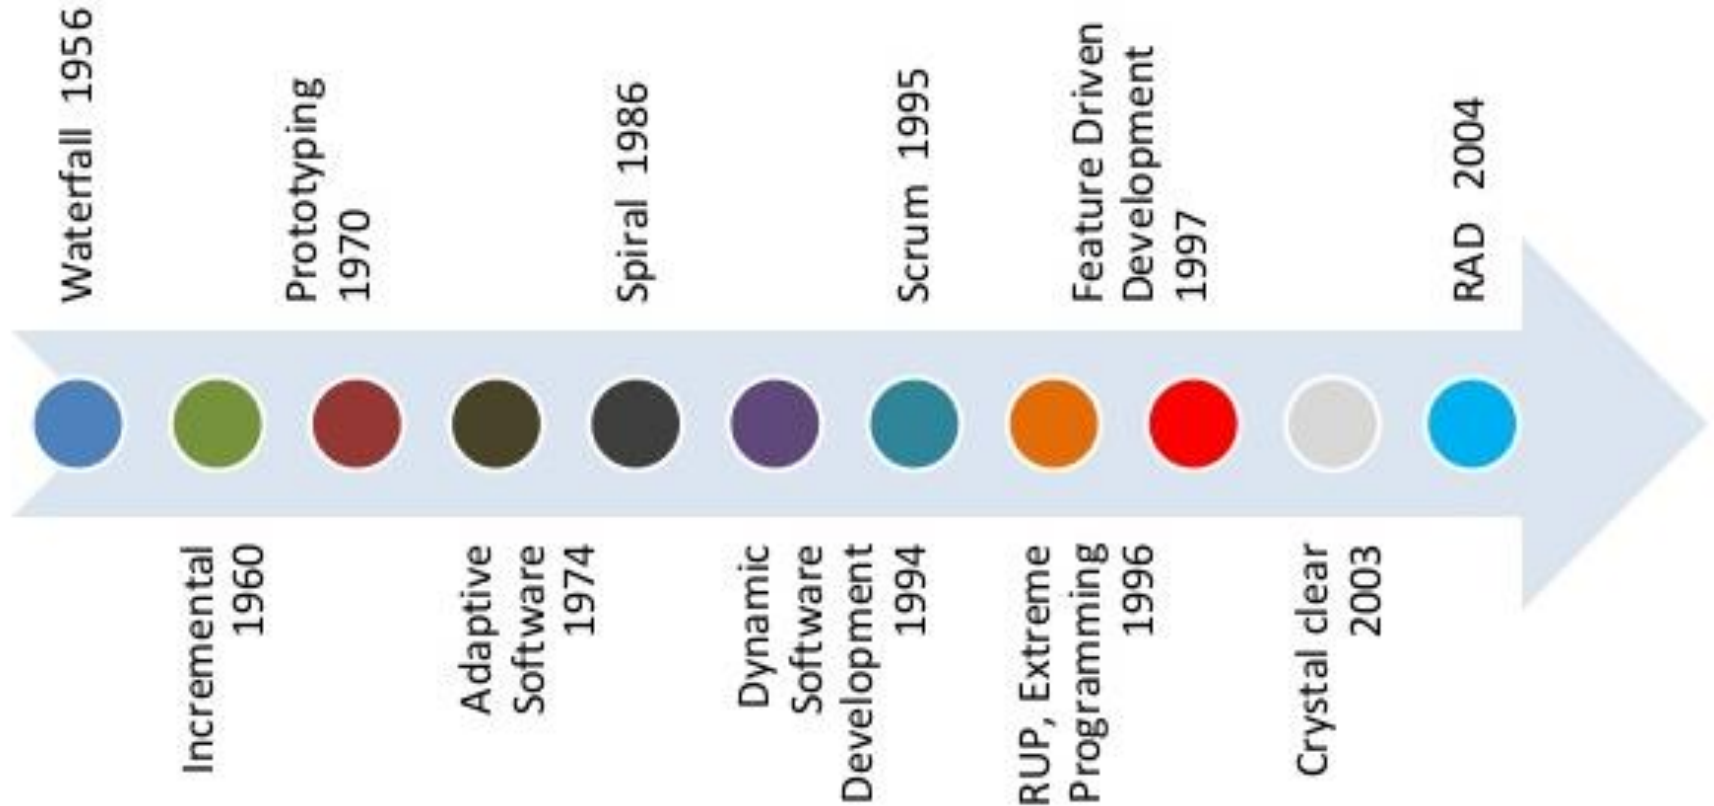 Waterfall 1956
Incremental
1960
Prototyping
1970
Adaptive
Software
1974
Spiral 1986
Dynamic
Software
Development
1994
Scrum 1995
RUP, Extreme
Programming
1996
Feature Driven
Development
1997
Crystal clear
2003
RAD 2004